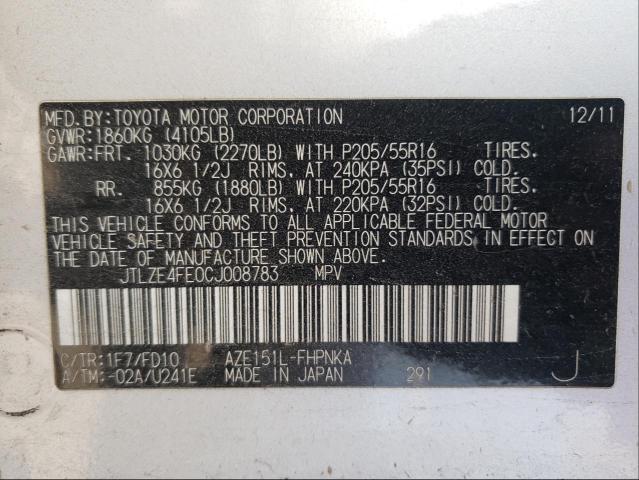 MFD.BY:TOYOTA MOTOR CORPORATION 12/11
GVWR:1860KG (4105LB)
GAWR:FRT. 1030KG (2270LB) WITH P205/55R16 TIRES.
16X6 1/2J RIMS, AT 240KPA (35PSI) COLD.
RR. 855KG (1880LB) WITH P205/55R16 TIRES.
16X6 1/2J RIMS, AT 220KPA (32PSI) COLD.
THIS VEHICLE CONFORMS TO ALL APPLICABLE FEDERAL MOTOR
VEHICLE SAFETY AND THEFT PREVENTION STANDARDS IN EFFECT ON
THE DATE OF MANUFACTURE SHOWN ABOVE.
JTLZE4FE0CJ008783 MPV
C/TR:1F7/FD10 AZE151L-FHPNKA
A/TM:-02A/U241E MADE IN JAPAN 291 J